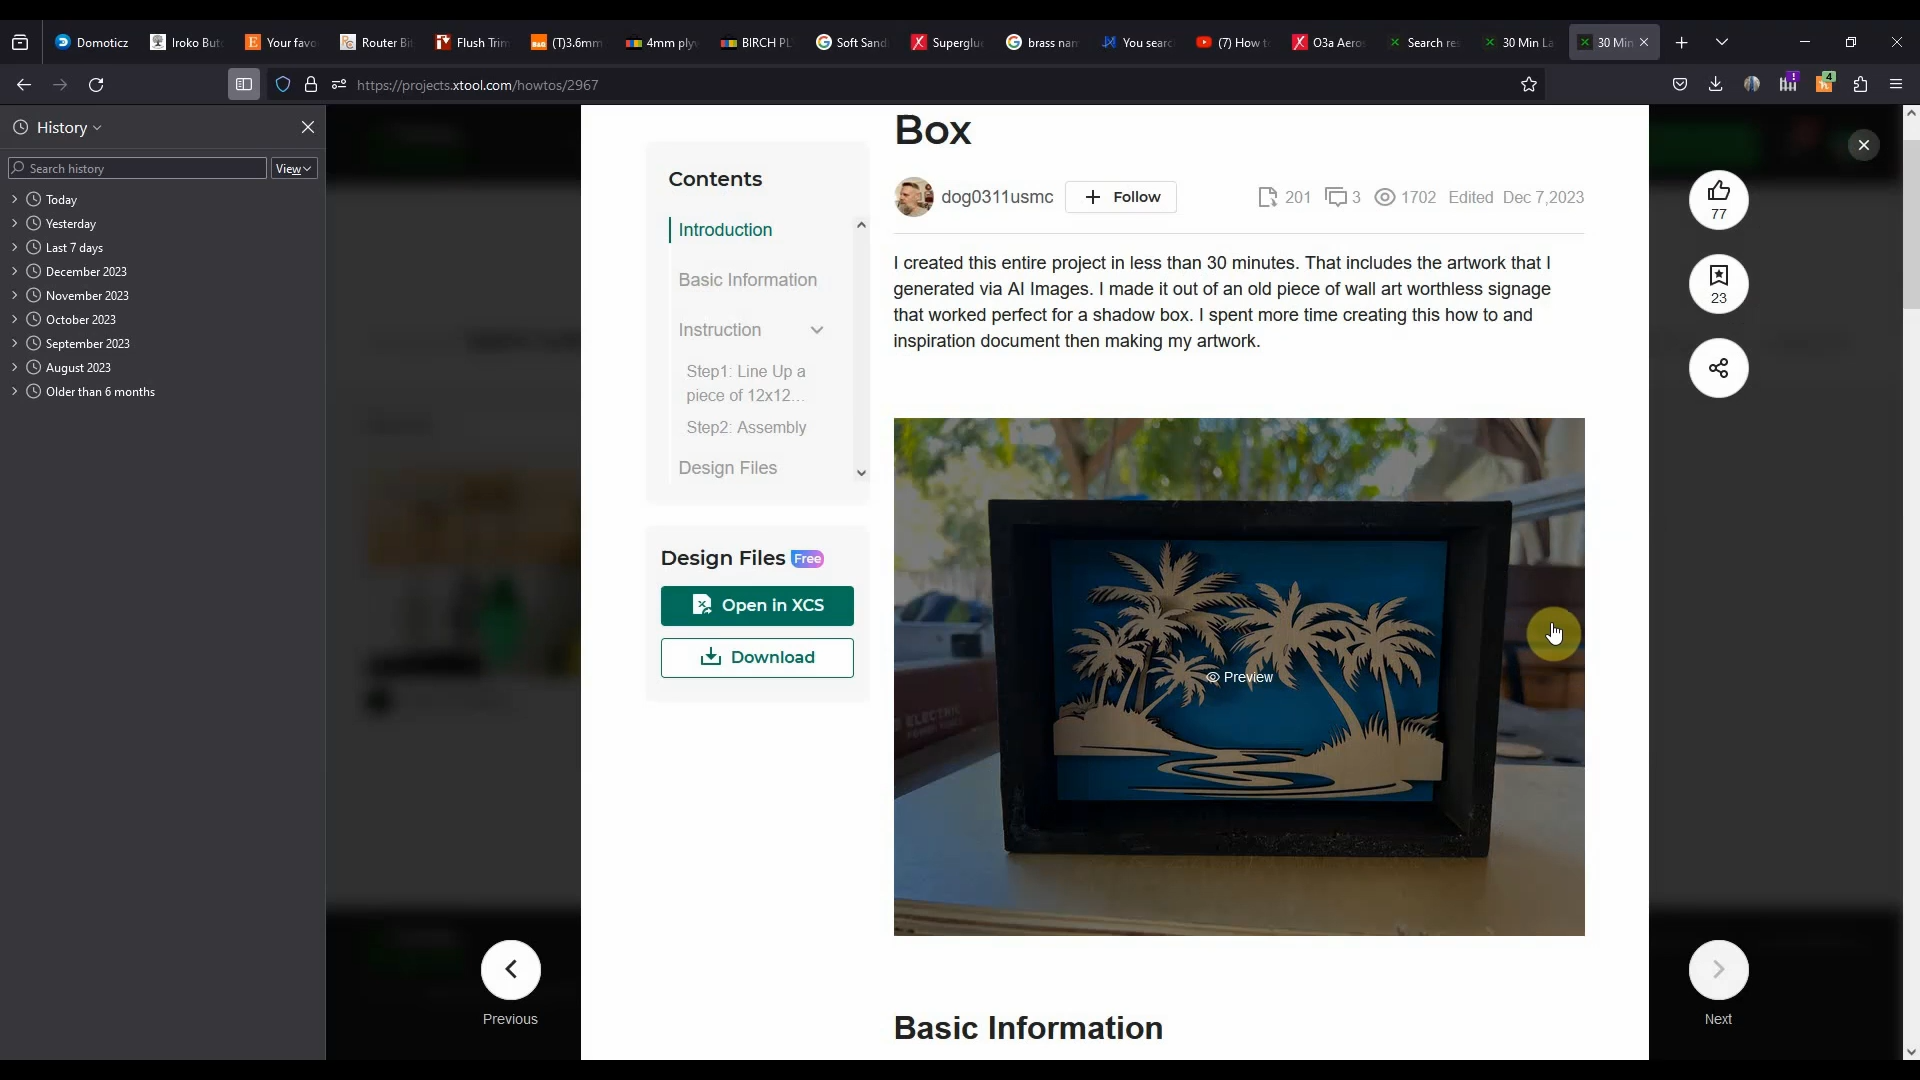 Domoticz
Iroko But
Your favo
Router Bi
Flush Trim
(T)3.6mm
4mm ply
BIRCH PL
Soft Sand
Superglu
brass nam
You searc
(7) How t
O3a Aeros
Search res
30 Min La
30 Min
https://projects.xtool.com/howtos/2967
4
History
Search history
View
Today
Yesterday
Last 7 days
December 2023
November 2023
October 2023
September 2023
August 2023
Older than 6 months
Contents
Introduction
Basic Information
Instruction
Step1: Line Up a
piece of 12x12...
Step2: Assembly
Design Files
Design Files Free
Open in XCS
Download
Box
dog0311usmc
Follow
201
3
1702
Edited Dec 7,2023
I created this entire project in less than 30 minutes. That includes the artwork that I
generated via AI Images. I made it out of an old piece of wall art worthless signage
that worked perfect for a shadow box. I spent more time creating this how to and
inspiration document then making my artwork.
ELECTRIC
Preview
Basic Information
77
23
Previous
Next